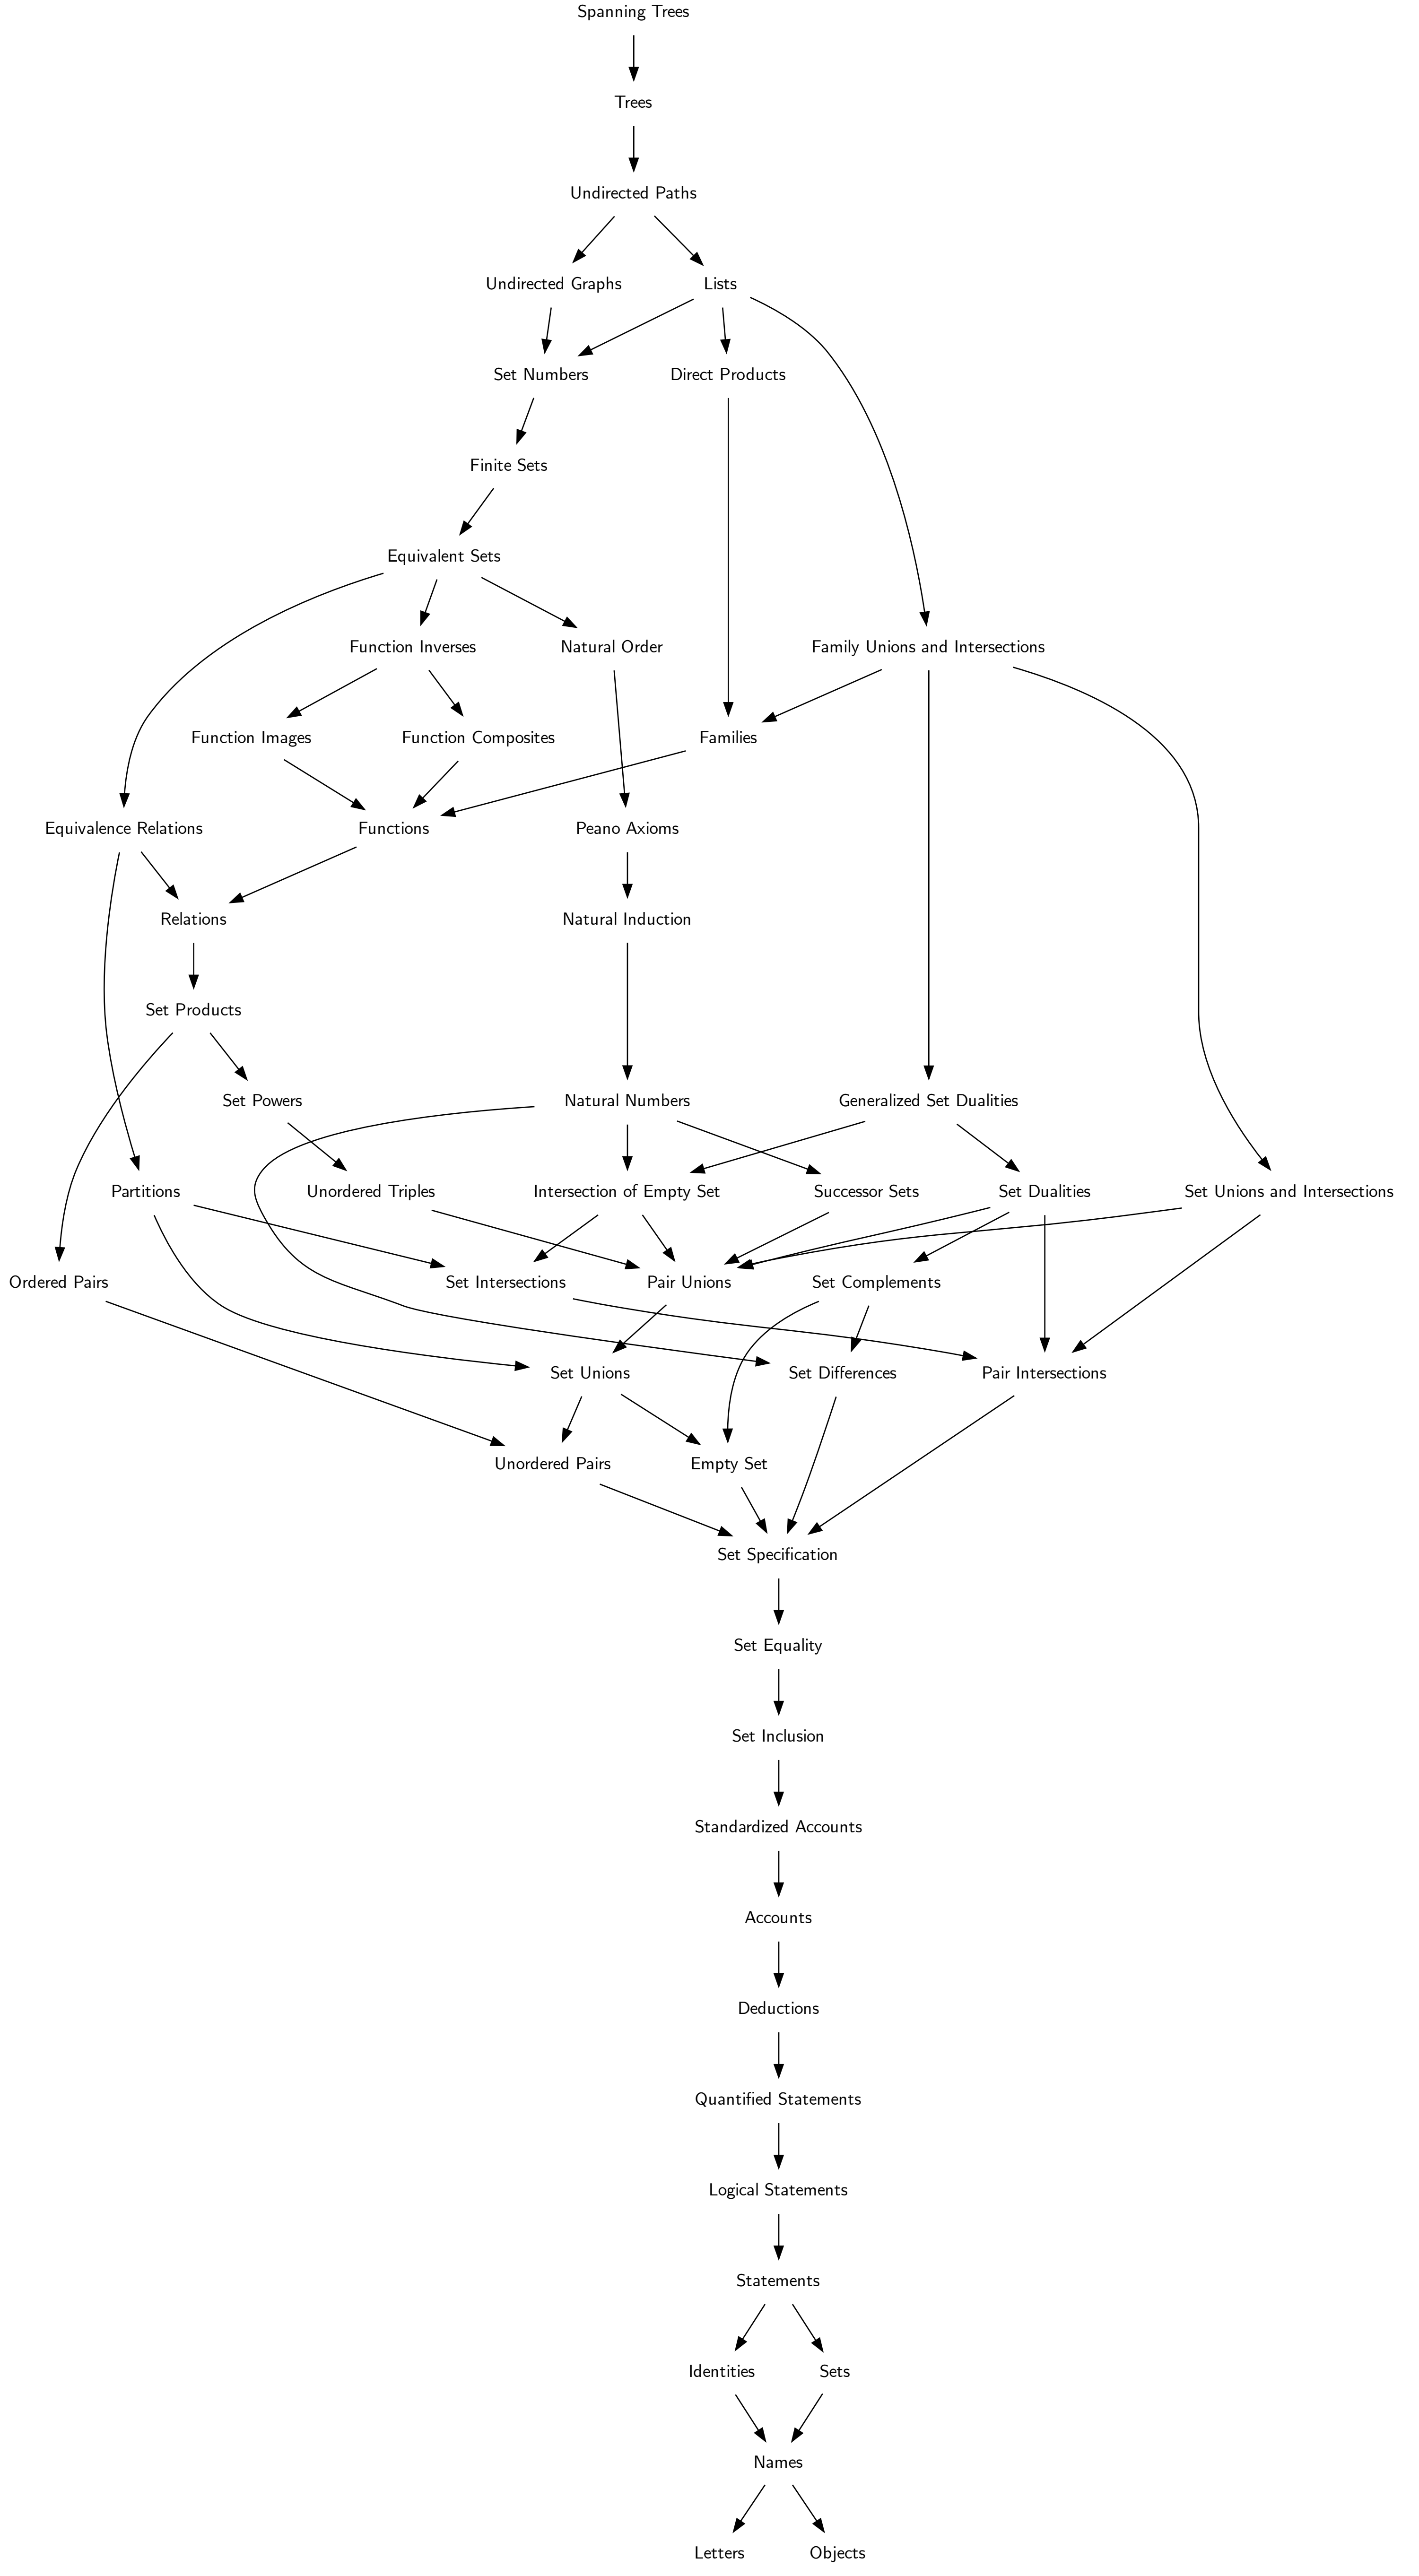 Spanning Trees
Trees
Undirected Paths
Undirected Graphs
Lists
Set Numbers
Direct Products
Finite Sets
Equivalent Sets
Function Inverses
Natural Order
Family Unions and Intersections
Function Images
Function Composites
Families
Equivalence Relations
Functions
Peano Axioms
Relations
Natural Induction
Set Products
Set Powers
Natural Numbers
Generalized Set Dualities
Partitions
Unordered Triples
Intersection of Empty Set
Successor Sets
Set Dualities
Set Unions and Intersections
Ordered Pairs
Set Intersections
Pair Unions
Set Complements
Set Unions
Set Differences
Pair Intersections
Unordered Pairs
Empty Set
Set Specification
Set Equality
Set Inclusion
Standardized Accounts
Accounts
Deductions
Quantified Statements
Logical Statements
Statements
Identities
Sets
Names
Letters
Objects